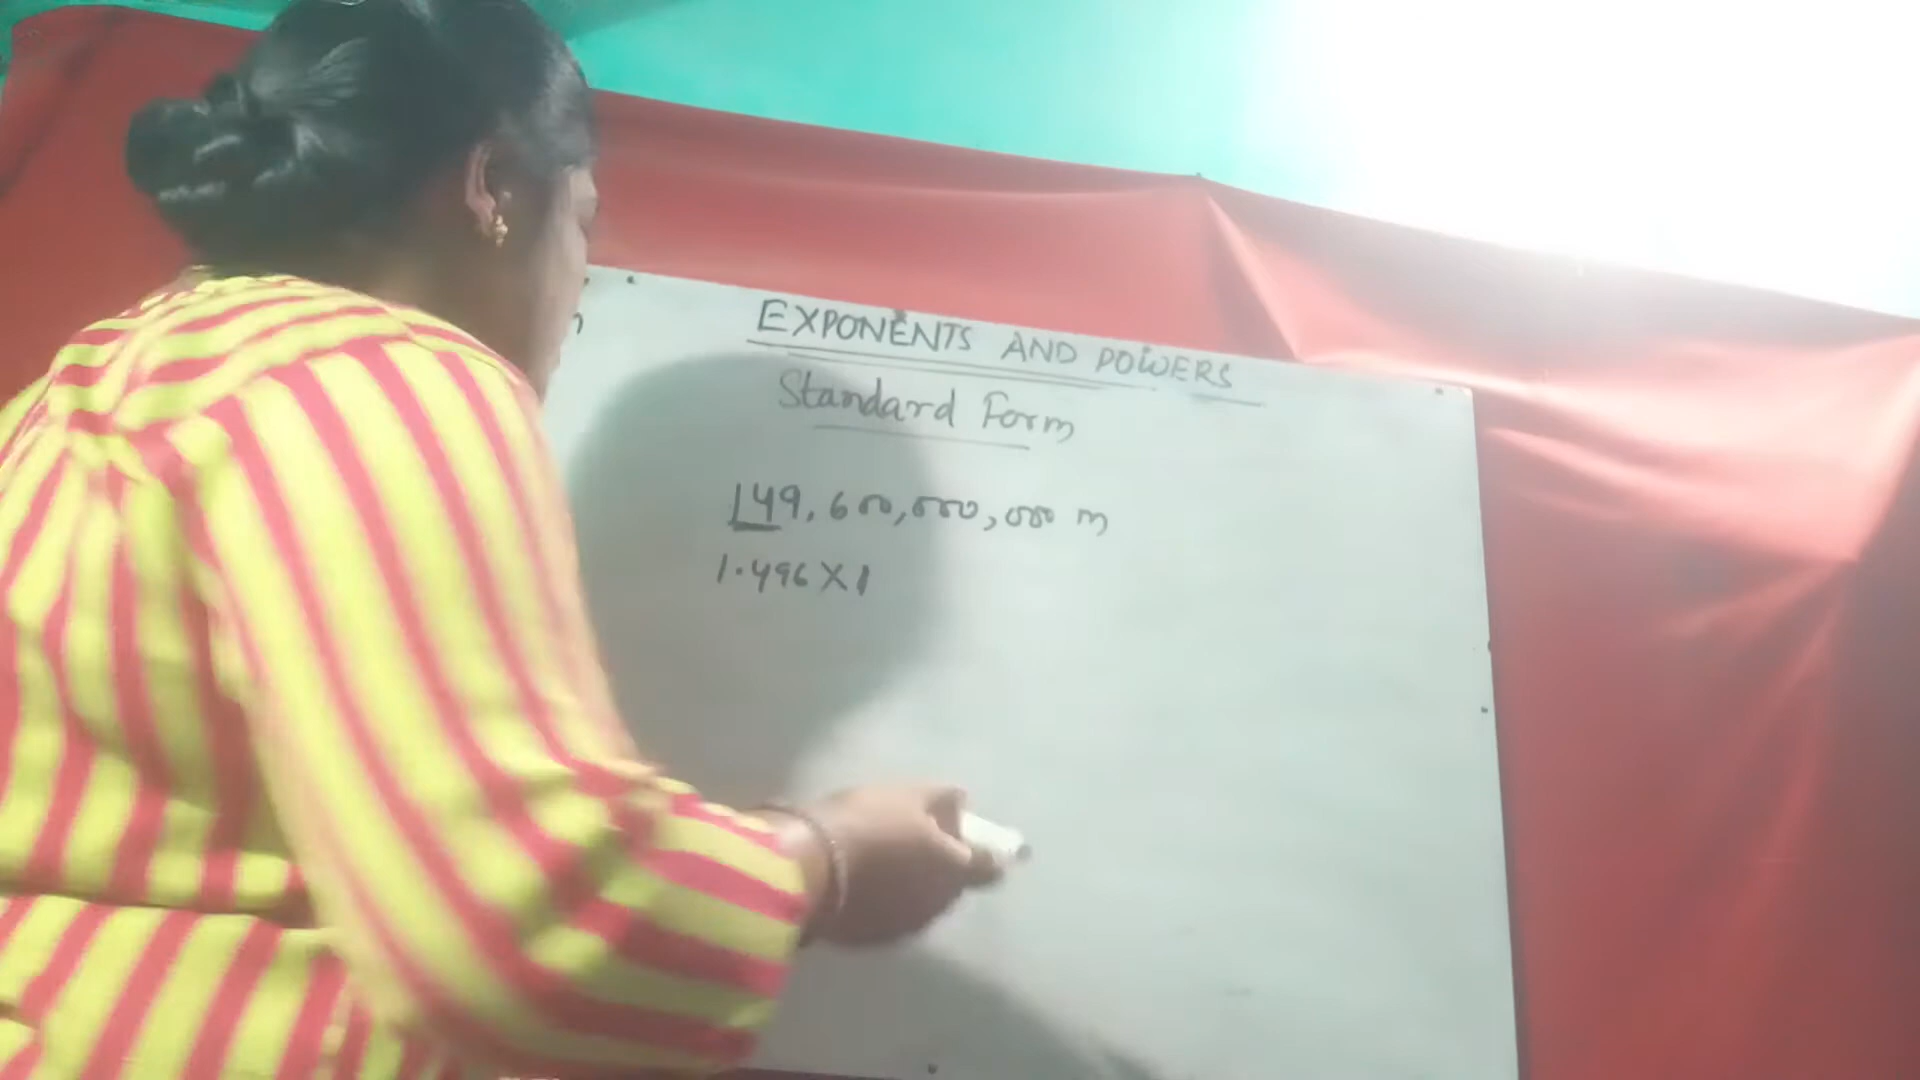 EXPONENTS AND POWERS
Standard Form
149,600,000,000 m
1.496 X 1